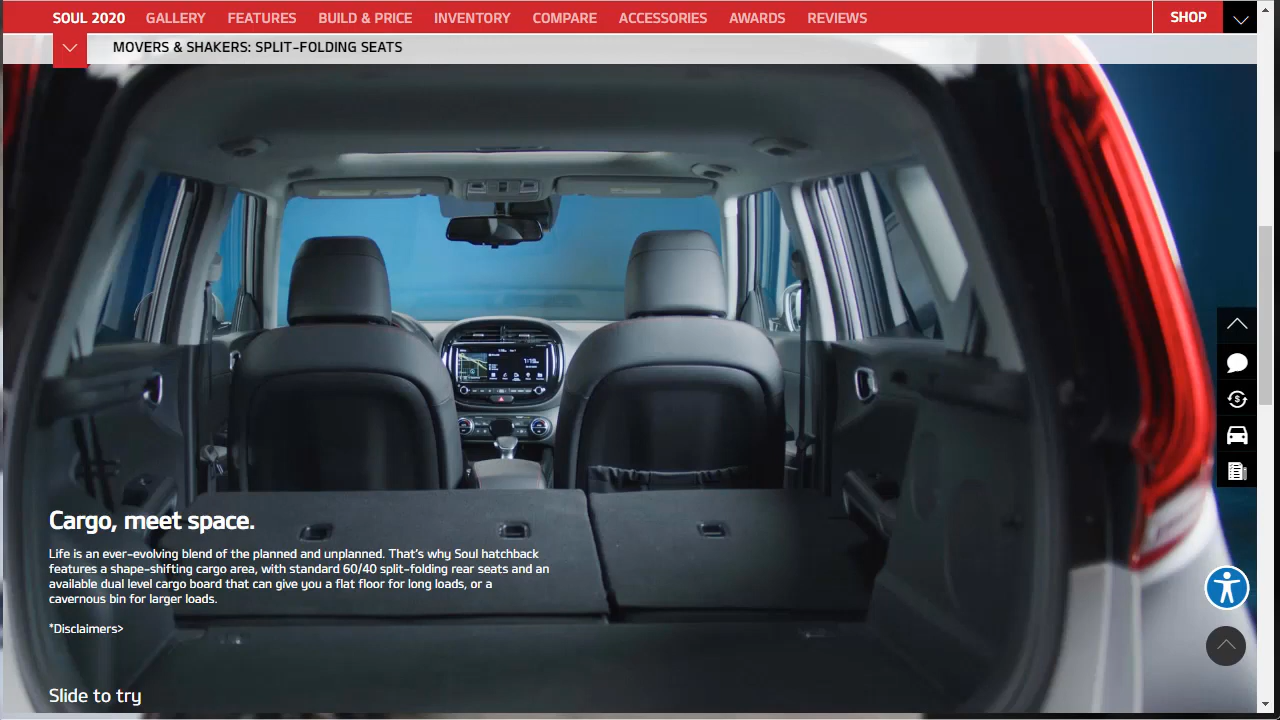 SOUL 2020 GALLERY FEATURES BUILD & PRICE INVENTORY COMPARE ACCESSORIES AWARDS REVIEWS SHOP
MOVERS & SHAKERS: SPLIT-FOLDING SEATS
Cargo, meet space.
Life is an ever-evolving blend of the planned and unplanned. That's why Soul hatchback
features a shape-shifting cargo area, with standard 60/40 split-folding rear seats and an
available dual level cargo board that can give you a flat floor for long loads, or a
cavernous bin for larger loads.
*Disclaimers>
Slide to try